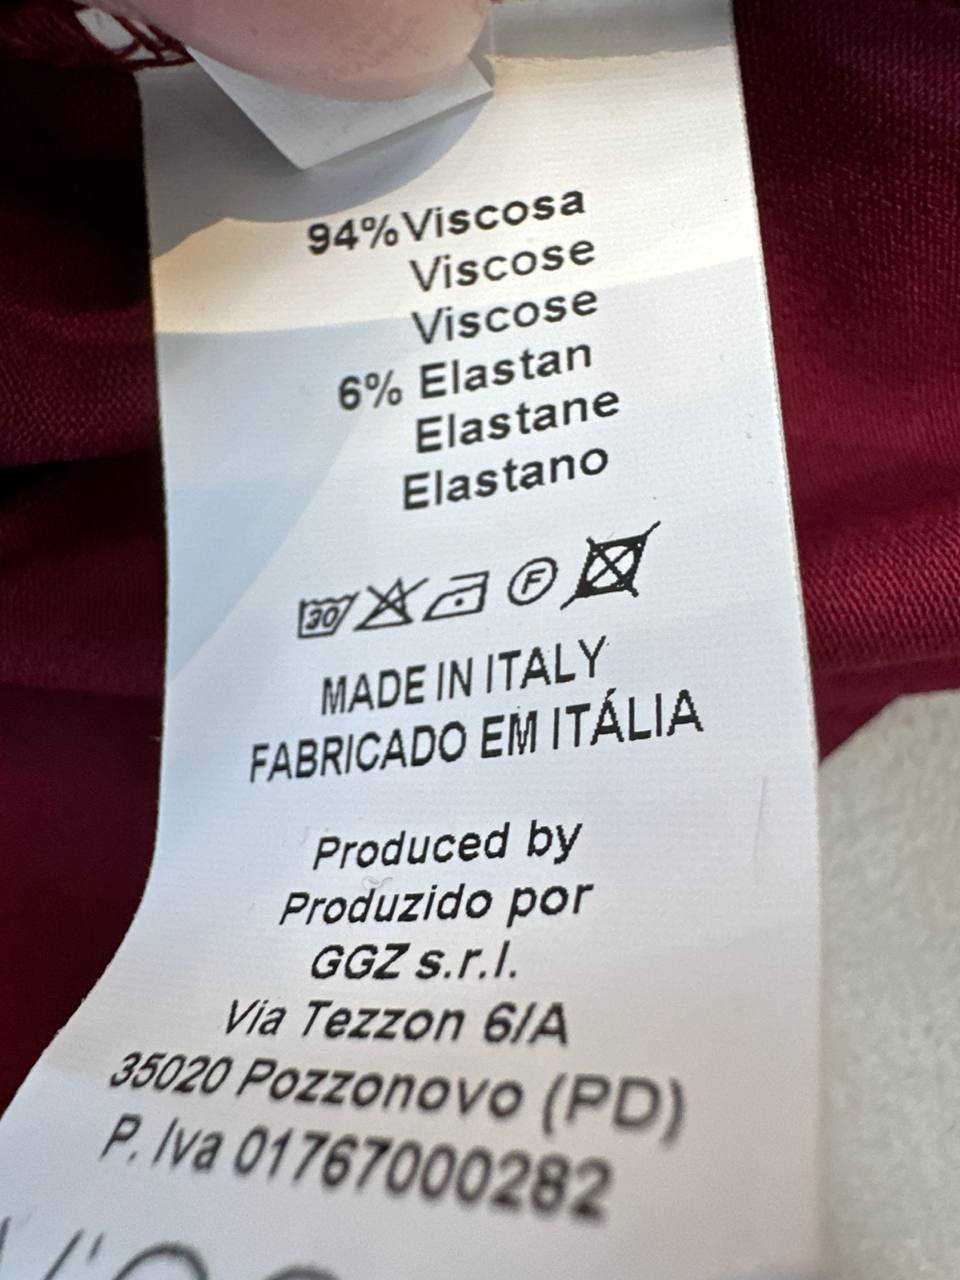 94% Viscosa
Viscose
Viscose
6% Elastan
Elastane
Elastano
30 F
MADE IN ITALY
FABRICADO EM ITÁLIA
Produced by
Produzido por
GGZ s.r.l.
Via Tezzon 6/A
35020 Pozzonovo (PD)
P. Iva 01767000282